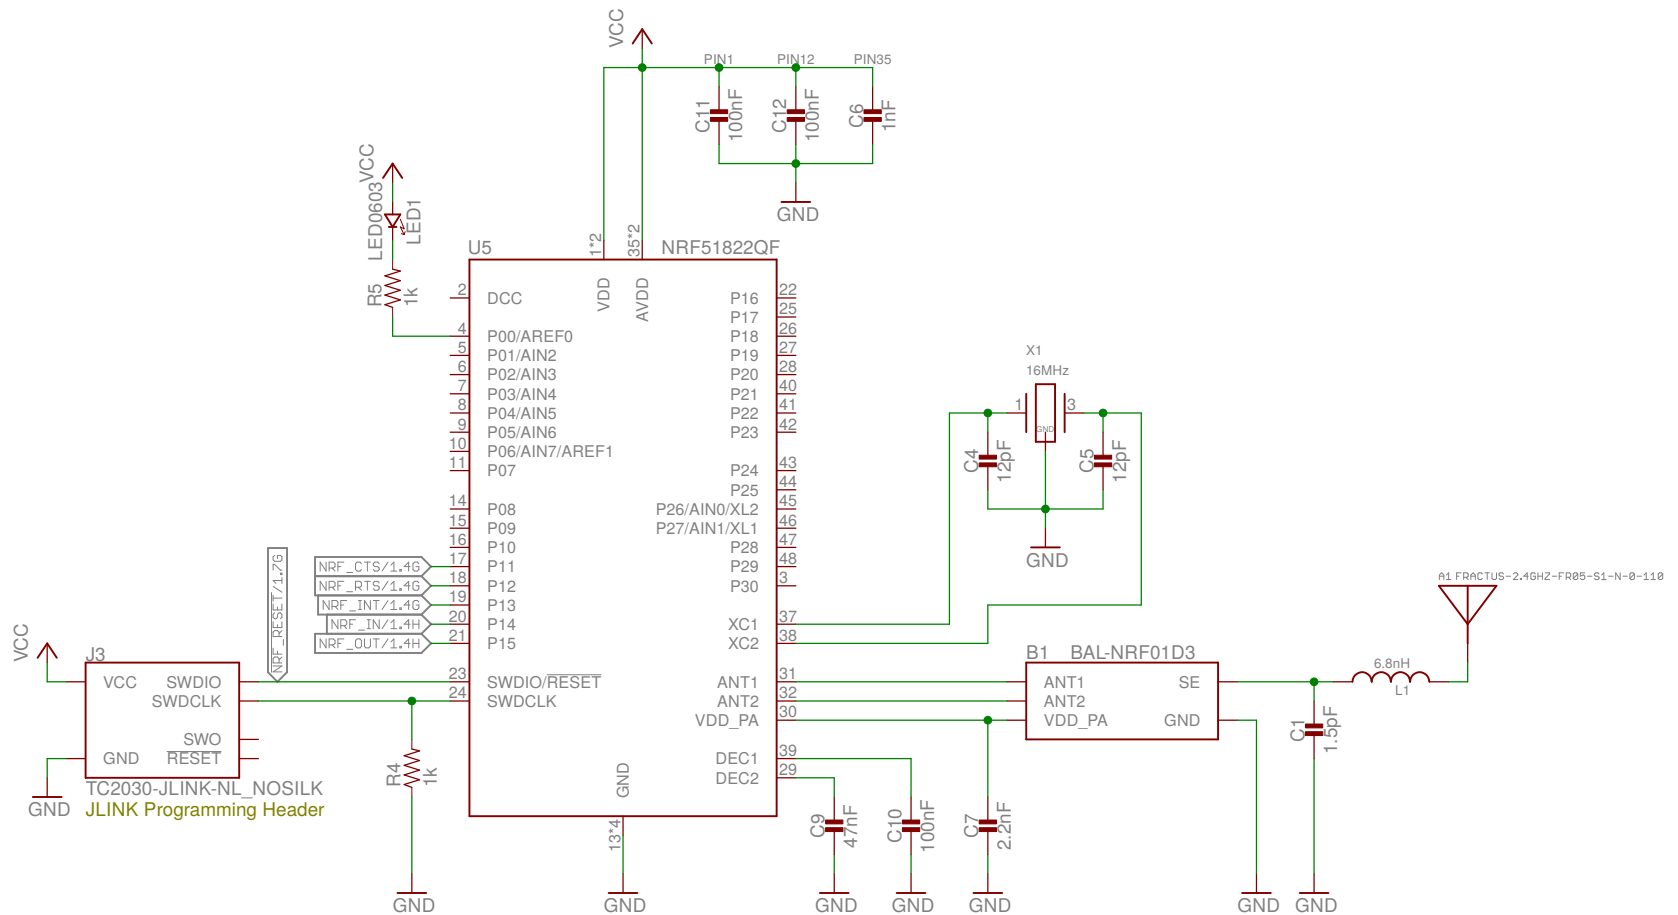 VCC
PIN1
PIN12
PIN35
C11
100nF
C12
100nF
C6
1nF
GND
VCC
LED0603
LED1
R5
1k
U5
NRF51822QF
1*2
35*2
VDD
AVDD
2 DCC
4 P00/AREF0
5 P01/AIN2
6 P02/AIN3
7 P03/AIN4
8 P04/AIN5
9 P05/AIN6
10 P06/AIN7/AREF1
11 P07
14 P08
15 P09
16 P10
NRF_CTS/1.4G 17 P11
NRF_RTS/1.4G 18 P12
NRF_INT/1.4G 19 P13
NRF_IN/1.4H 20 P14
NRF_OUT/1.4H 21 P15
23 SWDIO/RESET
24 SWDCLK
NRF_RESET/1.7G
P16 22
P17 25
P18 26
P19 27
P20 28
P21 40
P22 41
P23 42
P24 43
P25 44
P26/AIN0/XL2 45
P27/AIN1/XL1 46
P28 47
P29 48
P30 3
XC1 37
XC2 38
ANT1 31
ANT2 32
VDD_PA 30
DEC1 39
DEC2 29
GND
13*4
GND
X1
16MHz
1
3
GND
C4
12pF
C5
12pF
GND
A1 FRACTUS-2.4GHZ-FR05-S1-N-0-110
B1
BAL-NRF01D3
ANT1
ANT2
VDD_PA
SE
GND
6.8nH
L1
C1
1.5pF
VCC
J3
VCC
SWDIO
SWDCLK
SWO
GND
RESET
TC2030-JLINK-NL_NOSILK
JLINK Programming Header
GND
R4
1k
GND
C9
47nF
C10
100nF
C7
2.2nF
GND
GND
GND
GND
GND